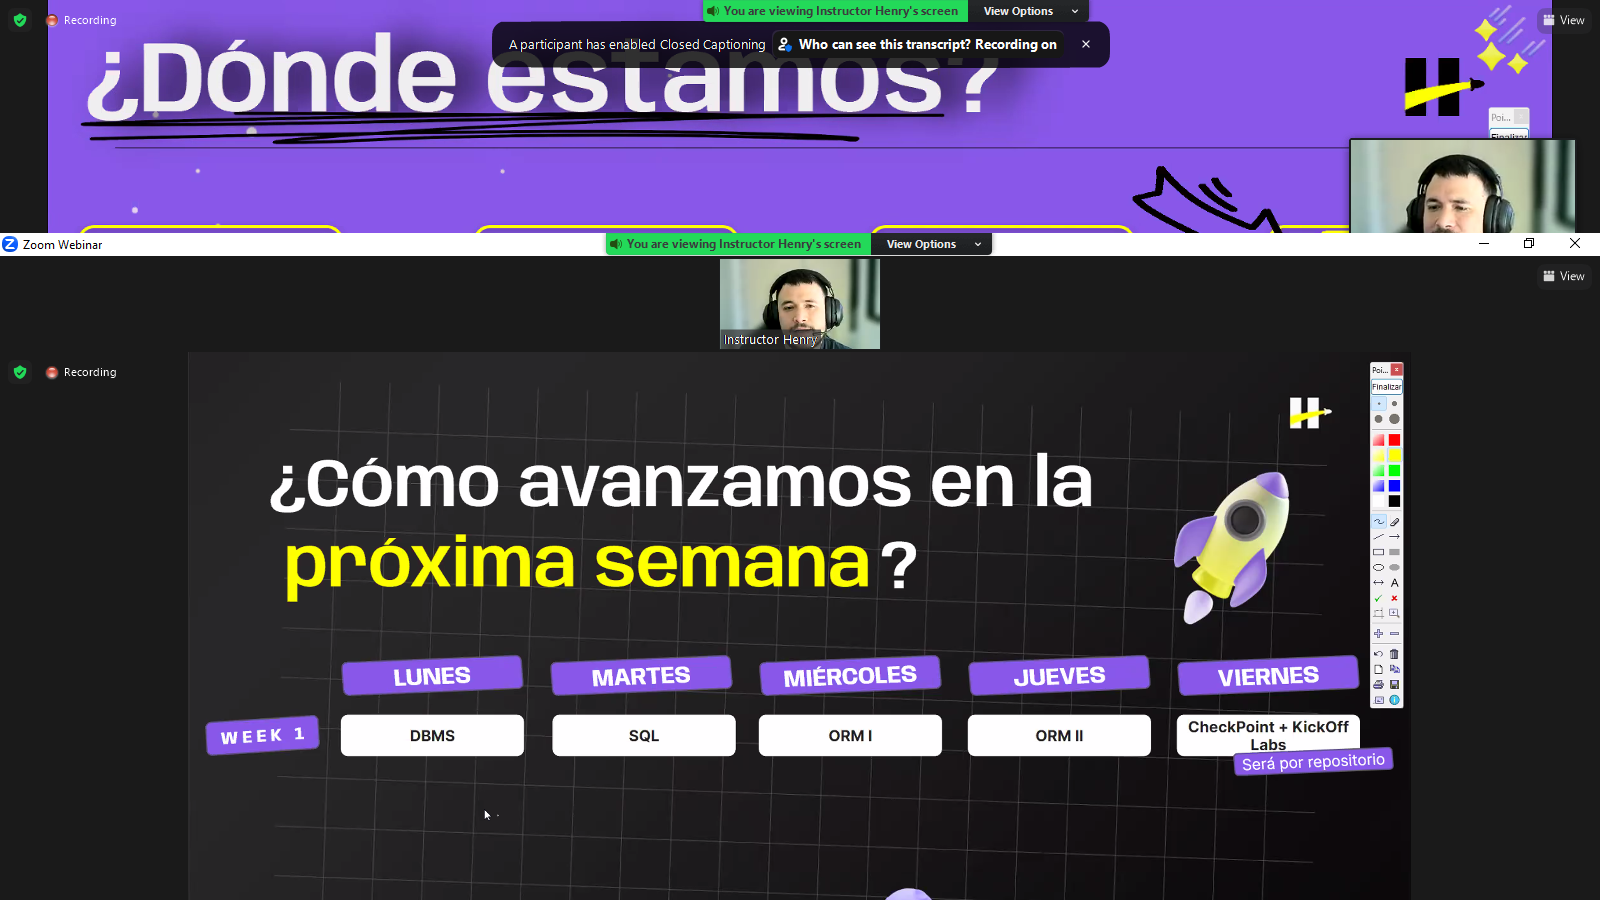 You are viewing Instructor Henry's screen
View Options
Recording
View
A participant has enabled Closed Captioning
Who can see this transcript? Recording on
¿Dónde estamos?
Poi...
Finalizar
Zoom Webinar
You are viewing Instructor Henry's screen
View Options
View
Instructor Henry
Recording
Poi...
Finalizar
¿Cómo avanzamos en la
próxima semana?
LUNES
MARTES
MIÉRCOLES
JUEVES
VIERNES
WEEK 1
DBMS
SQL
ORM I
ORM II
CheckPoint + KickOff
Labs
Será por repositorio